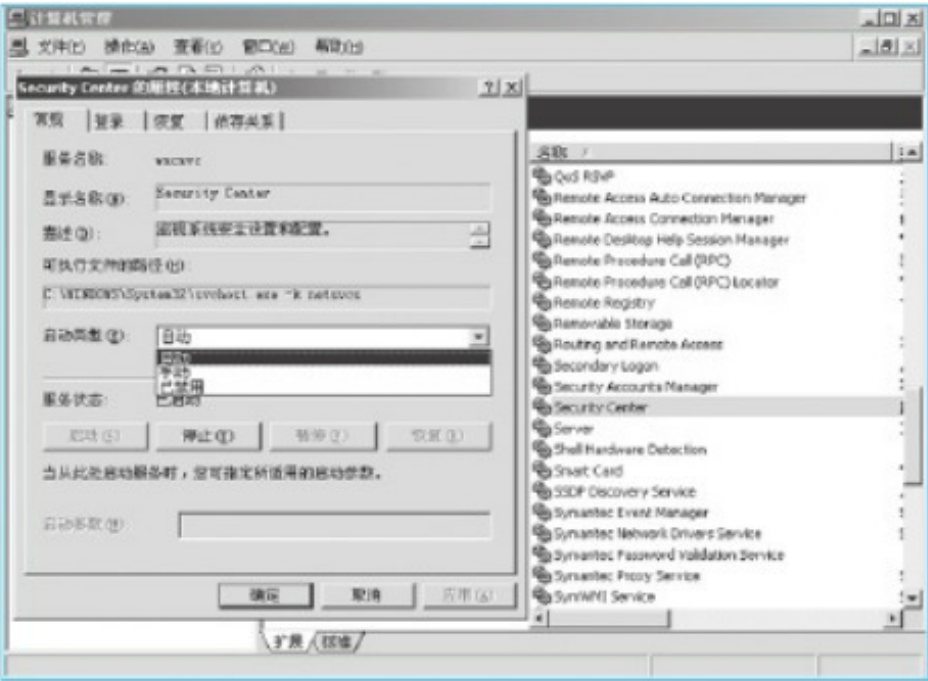 计算机管理
文件(F) 操作(A) 查看(V) 窗口(W) 帮助(H)
Security Center 的属性(本地计算机)
常规 登录 恢复 依存关系
服务名称: wscsvc
显示名称(N): Security Center
描述(D): 监视系统安全设置和配置。
可执行文件的路径(H):
C:\WINDOWS\System32\svchost.exe -k netsvcs
启动类型(E): 自动
自动
手动
已禁用
服务状态: 已启动
启动(S) 停止(T) 暂停(P) 恢复(R)
当从此处启动服务时,您可指定所适用的启动参数。
启动参数(M):
确定 取消 应用(A)
名称
QoS RSVP
Remote Access Auto Connection Manager
Remote Access Connection Manager
Remote Desktop Help Session Manager
Remote Procedure Call (RPC)
Remote Procedure Call (RPC) Locator
Remote Registry
Removable Storage
Routing and Remote Access
Secondary Logon
Security Accounts Manager
Security Center
Server
Shell Hardware Detection
Smart Card
SSDP Discovery Service
Symantec Event Manager
Symantec Network Drivers Service
Symantec Password Validation Service
Symantec Proxy Service
SymWMI Service
扩展 标准